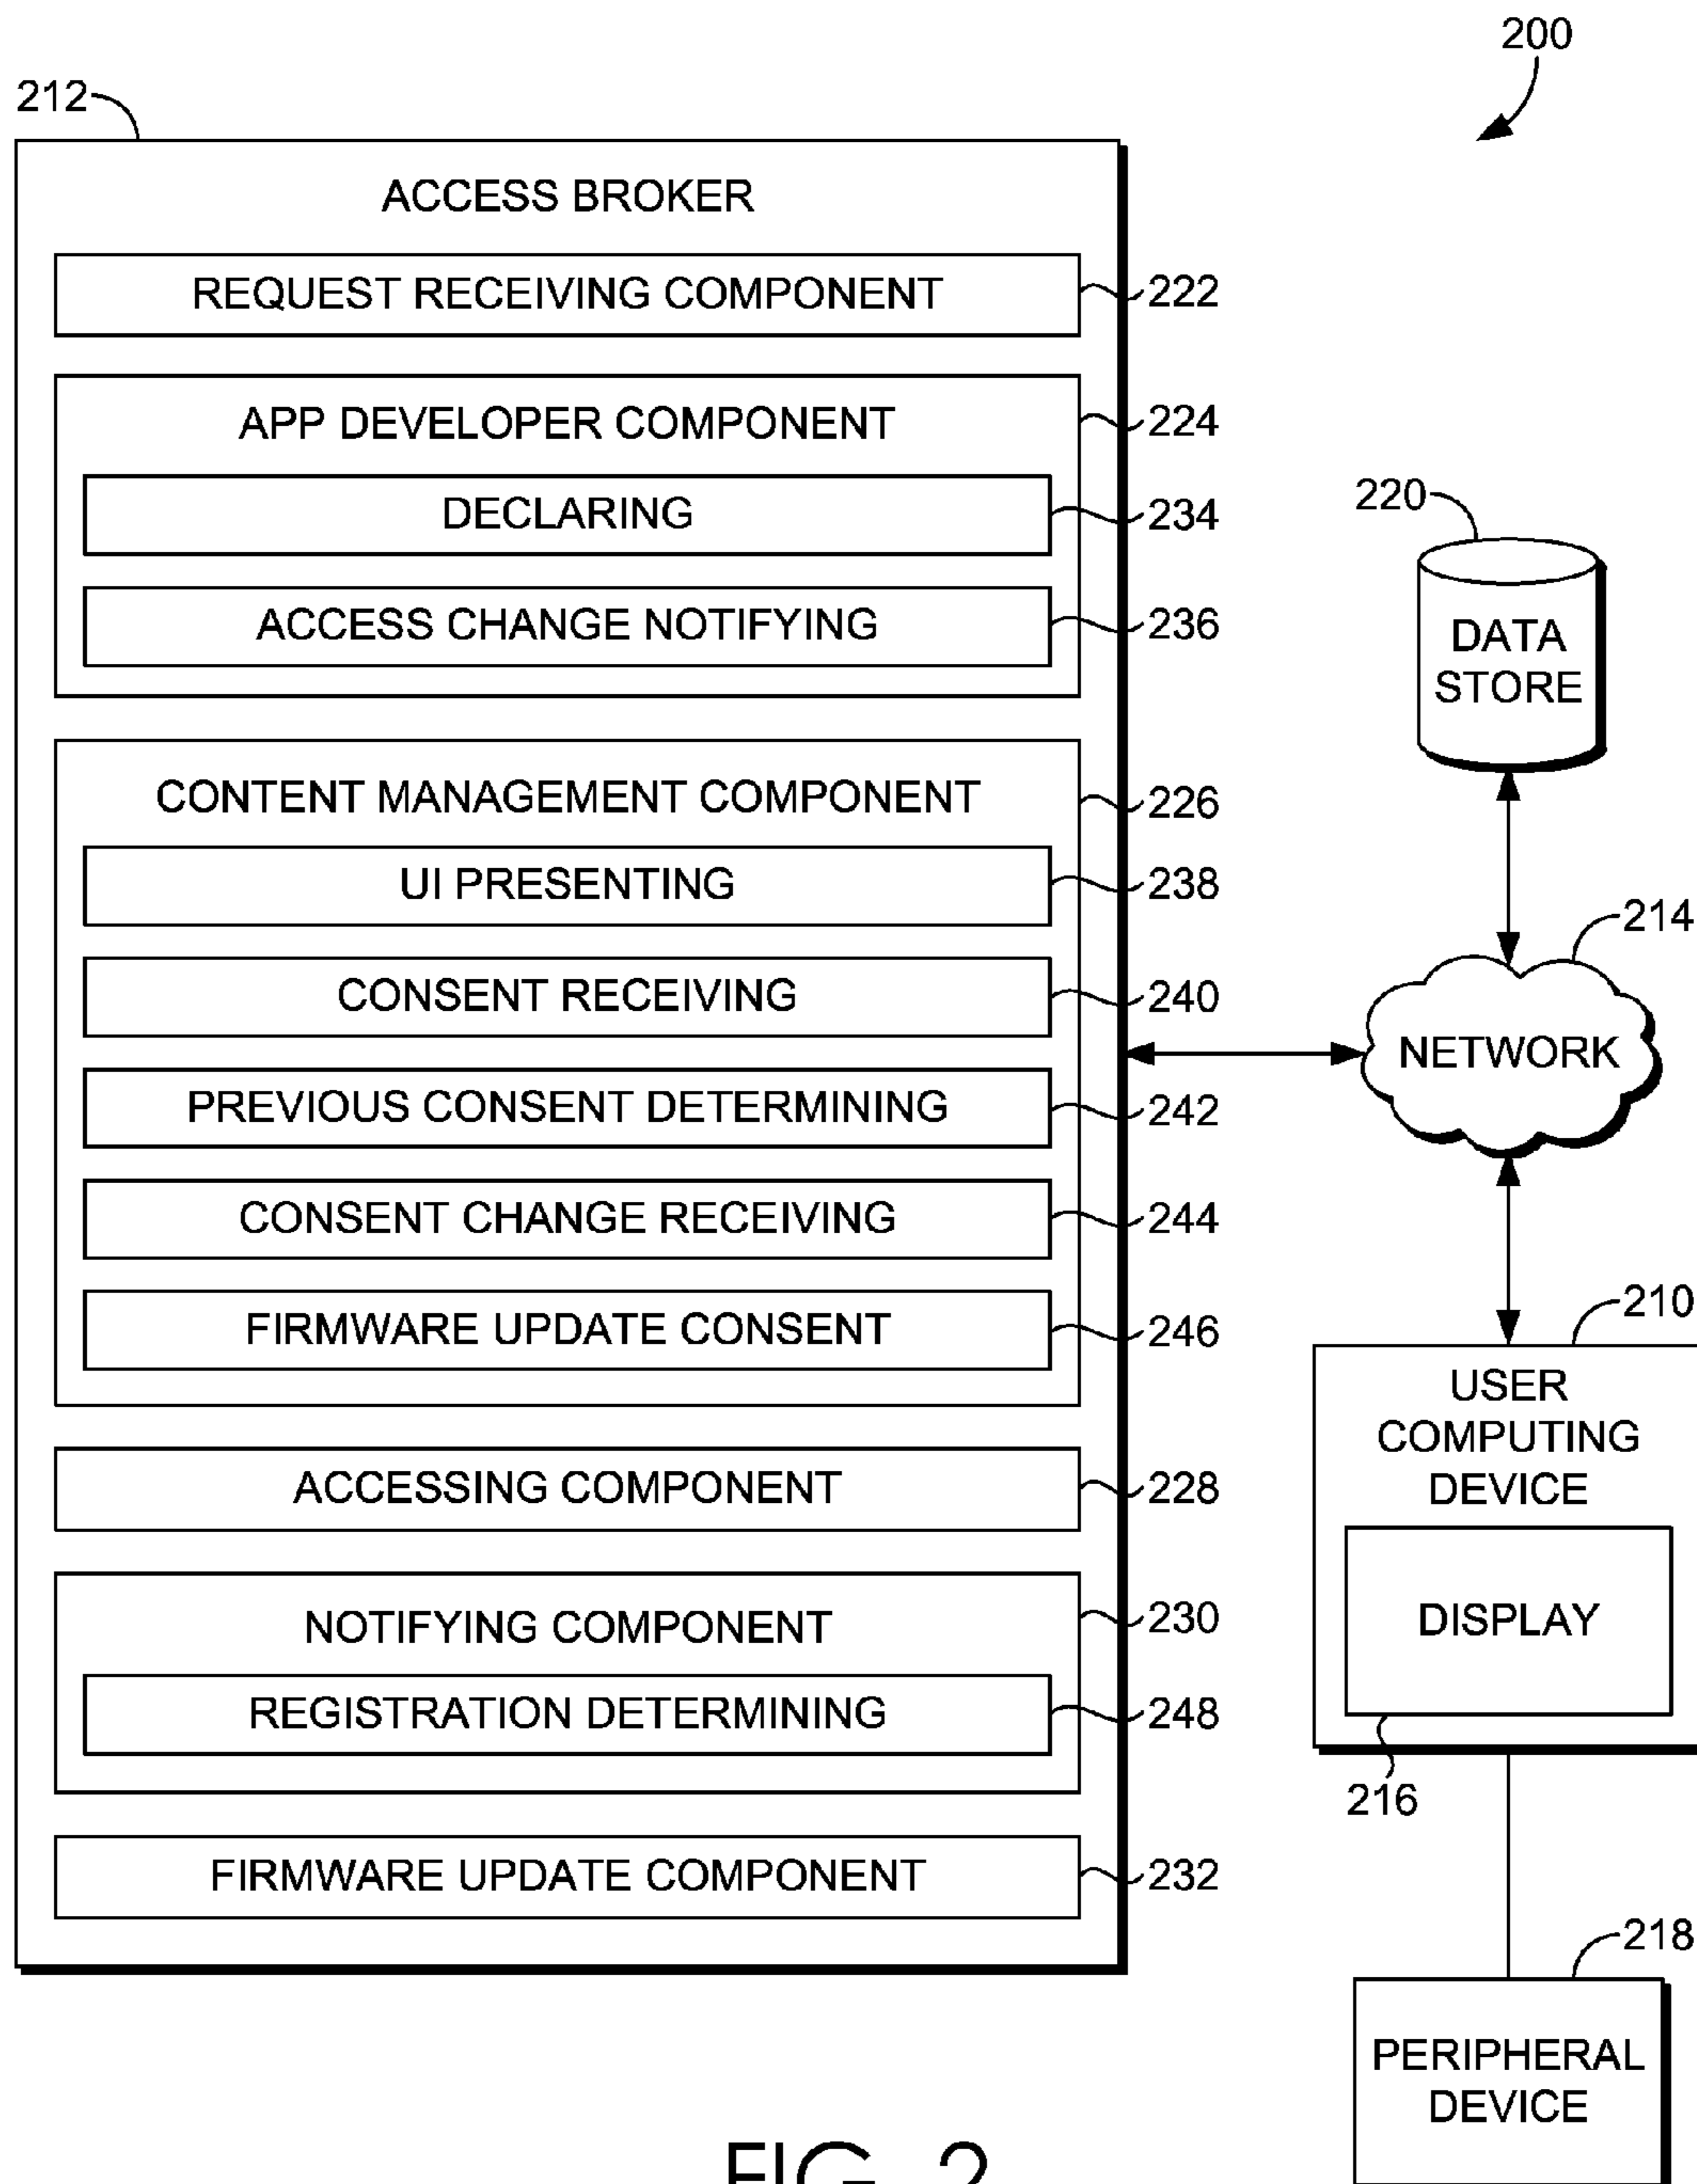 200
212
ACCESS BROKER
REQUEST RECEIVING COMPONENT
222
APP DEVELOPER COMPONENT
224
DECLARING
234
ACCESS CHANGE NOTIFYING
236
CONTENT MANAGEMENT COMPONENT
226
UI PRESENTING
238
CONSENT RECEIVING
240
PREVIOUS CONSENT DETERMINING
242
CONSENT CHANGE RECEIVING
244
FIRMWARE UPDATE CONSENT
246
ACCESSING COMPONENT
228
NOTIFYING COMPONENT
230
REGISTRATION DETERMINING
248
FIRMWARE UPDATE COMPONENT
232
220
DATA
STORE
214
NETWORK
210
USER
COMPUTING
DEVICE
DISPLAY
216
218
PERIPHERAL
DEVICE
FIG. 2